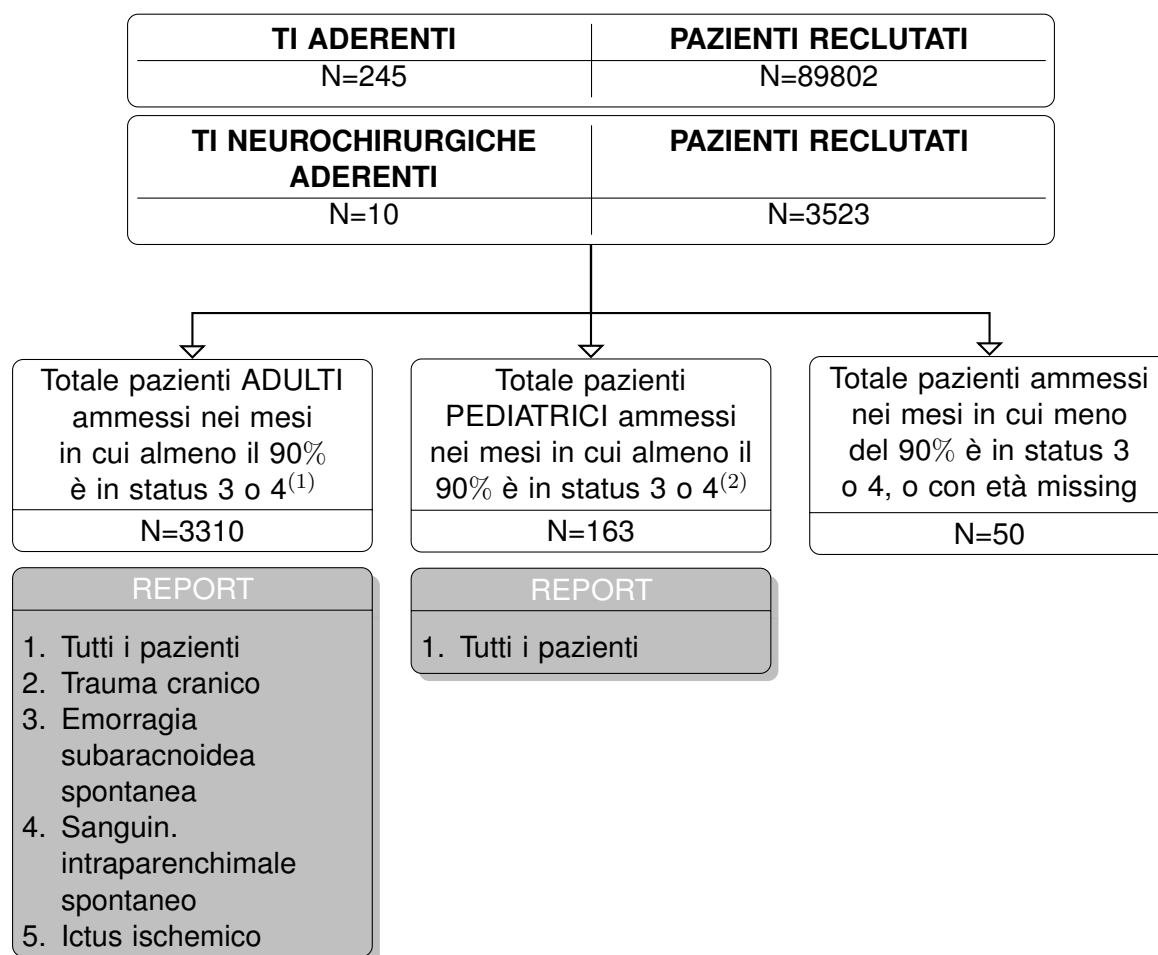 TI ADERENTI
PAZIENTI RECLUTATI
N=245
N=89802
TI NEUROCHIRURGICHE
ADERENTI
PAZIENTI RECLUTATI
N=10
N=3523
Totale pazienti ADULTI
ammessi nei mesi
in cui almeno il 90%
è in status 3 o 4(1)
N=3310
Totale pazienti
PEDIATRICI ammessi
nei mesi in cui almeno il
90% è in status 3 o 4(2)
N=163
Totale pazienti ammessi
nei mesi in cui meno
del 90% è in status 3
o 4, o con età missing
N=50
REPORT
1. Tutti i pazienti
2. Trauma cranico
3. Emorragia
subaracnoidea
spontanea
4. Sanguin.
intraparenchimale
spontaneo
5. Ictus ischemico
REPORT
1. Tutti i pazienti